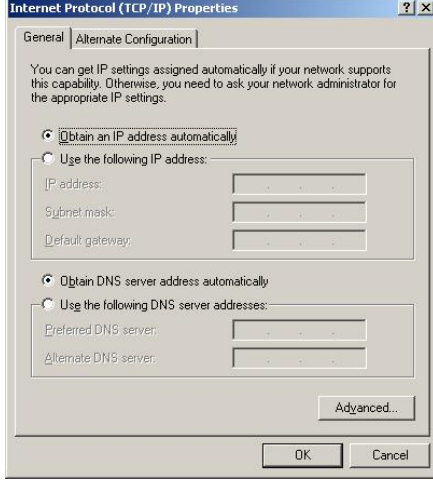 Internet Protocol (TCP/IP) Properties
General
Alternate Configuration
You can get IP settings assigned automatically if your network supports
this capability. Otherwise, you need to ask your network administrator for
the appropriate IP settings.
Obtain an IP address automatically
Use the following IP address:
IP address:
Subnet mask:
Default gateway:
Obtain DNS server address automatically
Use the following DNS server addresses:
Preferred DNS server:
Alternate DNS server:
Advanced...
OK
Cancel